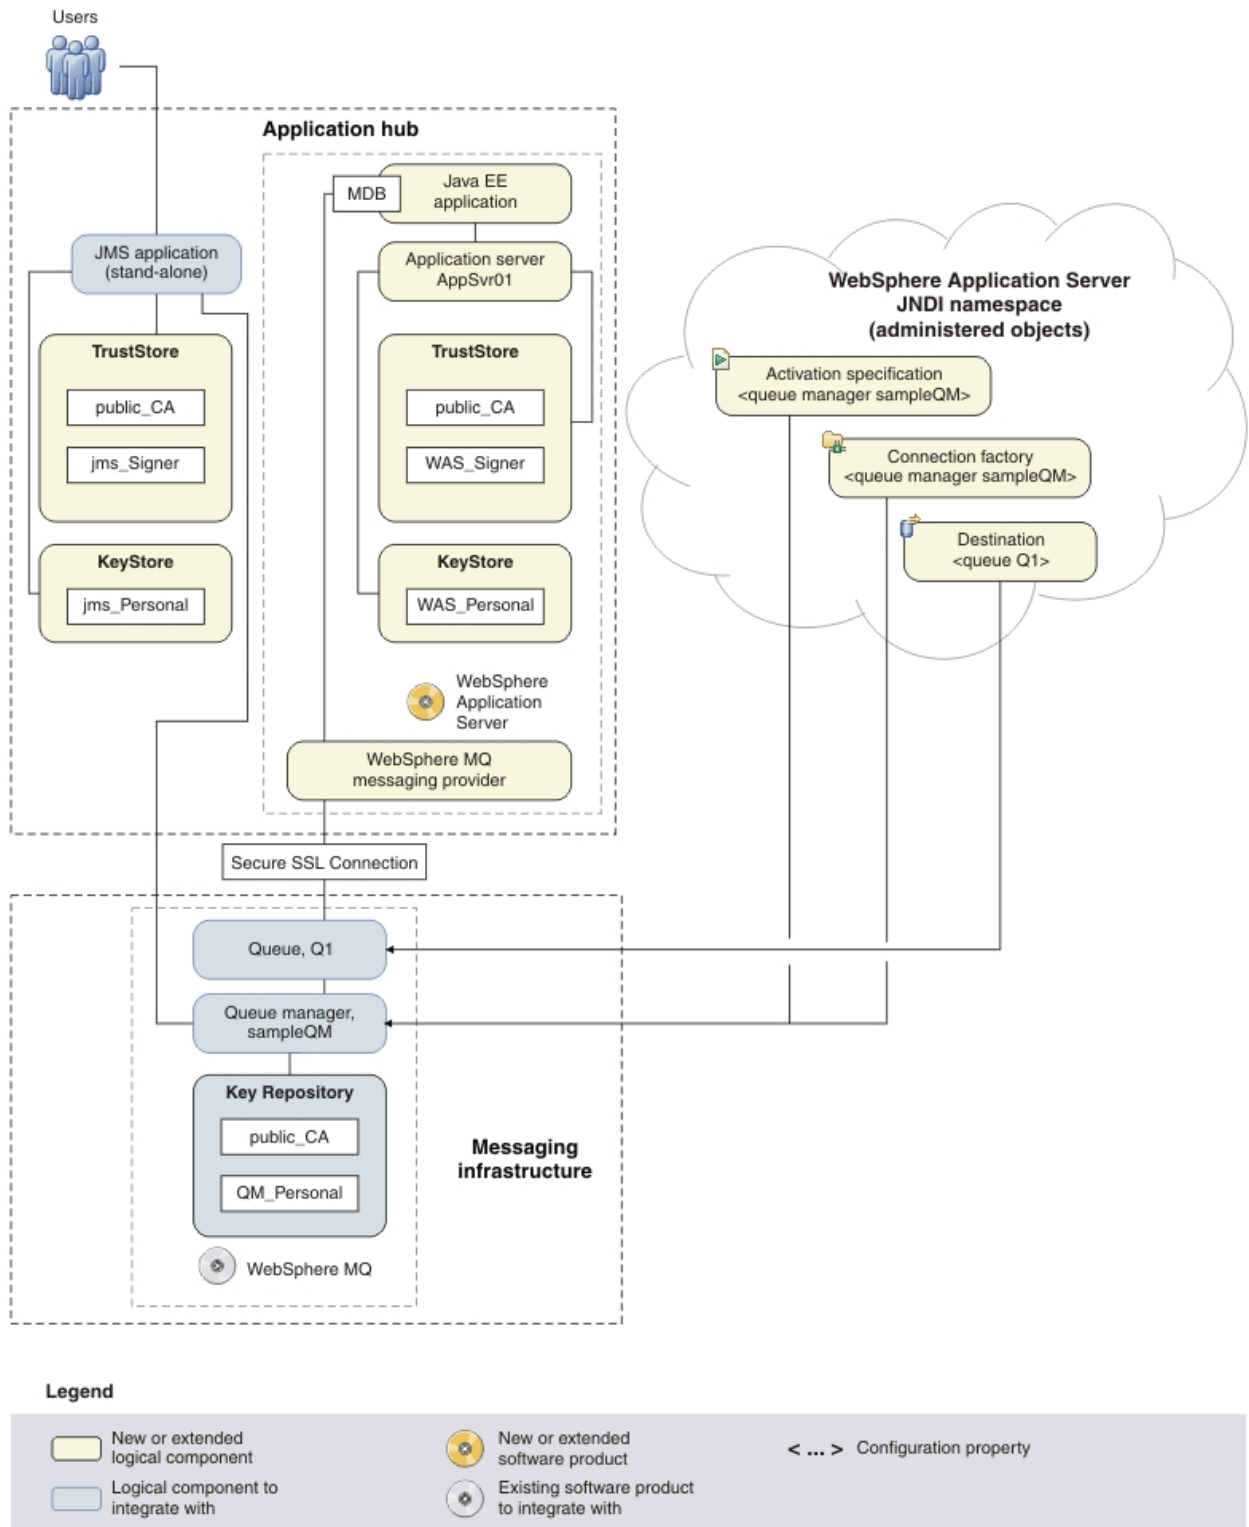 Users
Application hub
MDB
Java EE
application
JMS application
(stand-alone)
Application server
AppSvr01
TrustStore
public_CA
jms_Signer
KeyStore
jms_Personal
TrustStore
public_CA
WAS_Signer
KeyStore
WAS_Personal
WebSphere
Application
Server
WebSphere MQ
messaging provider
WebSphere Application Server
JNDI namespace
(administered objects)
Activation specification
<queue manager sampleQM>
Connection factory
<queue manager sampleQM>
Destination
<queue Q1>
Secure SSL Connection
Queue, Q1
Queue manager,
sampleQM
Key Repository
public_CA
QM_Personal
WebSphere MQ
Messaging
infrastructure
Legend
New or extended
logical component
Logical component to
integrate with
New or extended
software product
Existing software product
to integrate with
< ... > Configuration property